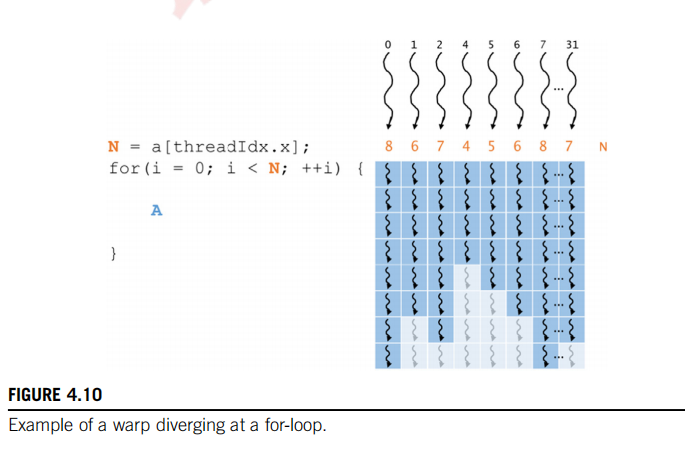 0 1 2 4 5 6 7 31
...
N = a[threadIdx.x]; 8 6 7 4 5 6 8 7 N
for(i = 0; i < N; ++i) {
A
}
FIGURE 4.10
Example of a warp diverging at a for-loop.